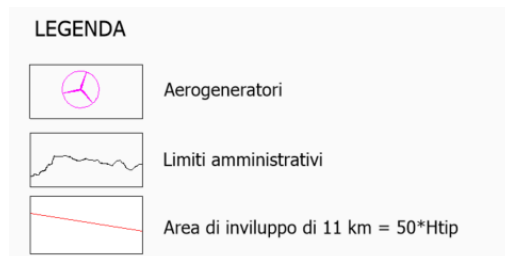 LEGENDA
Aerogeneratori
Limiti amministrativi
Area di inviluppo di 11 km = 50*Htip